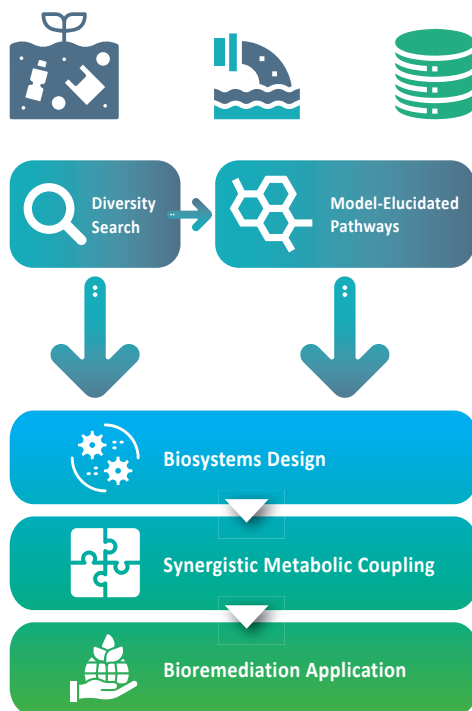 Diversity
Search
Model-Elucidated
Pathways
Biosystems Design
Synergistic Metabolic Coupling
Bioremediation Application